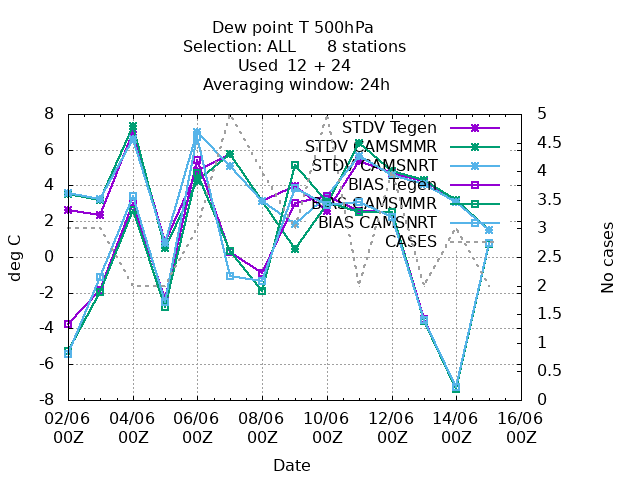 Dew point T 500hPa
Selection: ALL 8 stations
Used 12 + 24
Averaging window: 24h
8
6
4
2
0
-2
-4
-6
-8
deg C
5
4.5
4
3.5
3
2.5
2
1.5
1
0.5
0
No cases
STDV Tegen
STDV CAMSMMR
STDV CAMSNRT
BIAS Tegen
BIAS CAMSMMR
BIAS CAMSNRT
CASES
02/06 04/06 06/06 08/06 10/06 12/06 14/06 16/06
00Z 00Z 00Z 00Z 00Z 00Z 00Z 00Z
Date